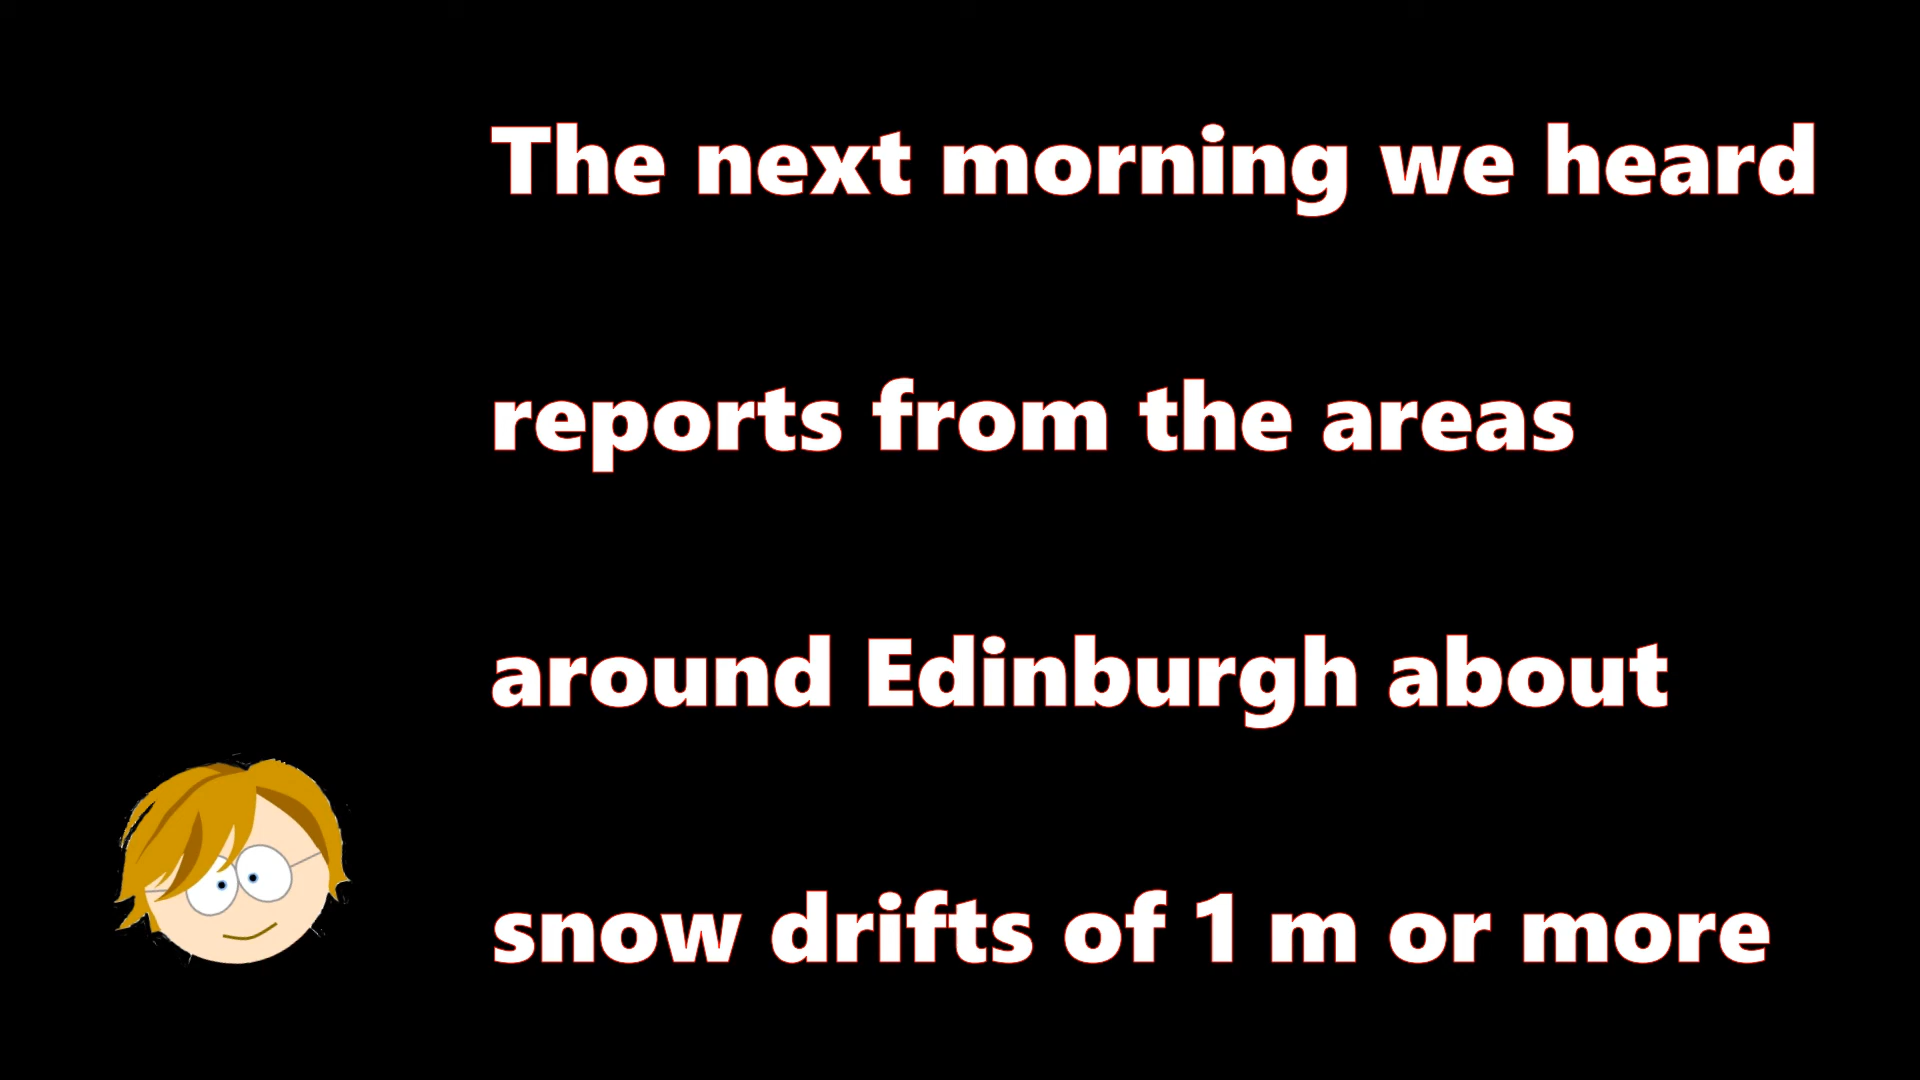 The next morning we heard
reports from the areas
around Edinburgh about
snow drifts of 1 m or more